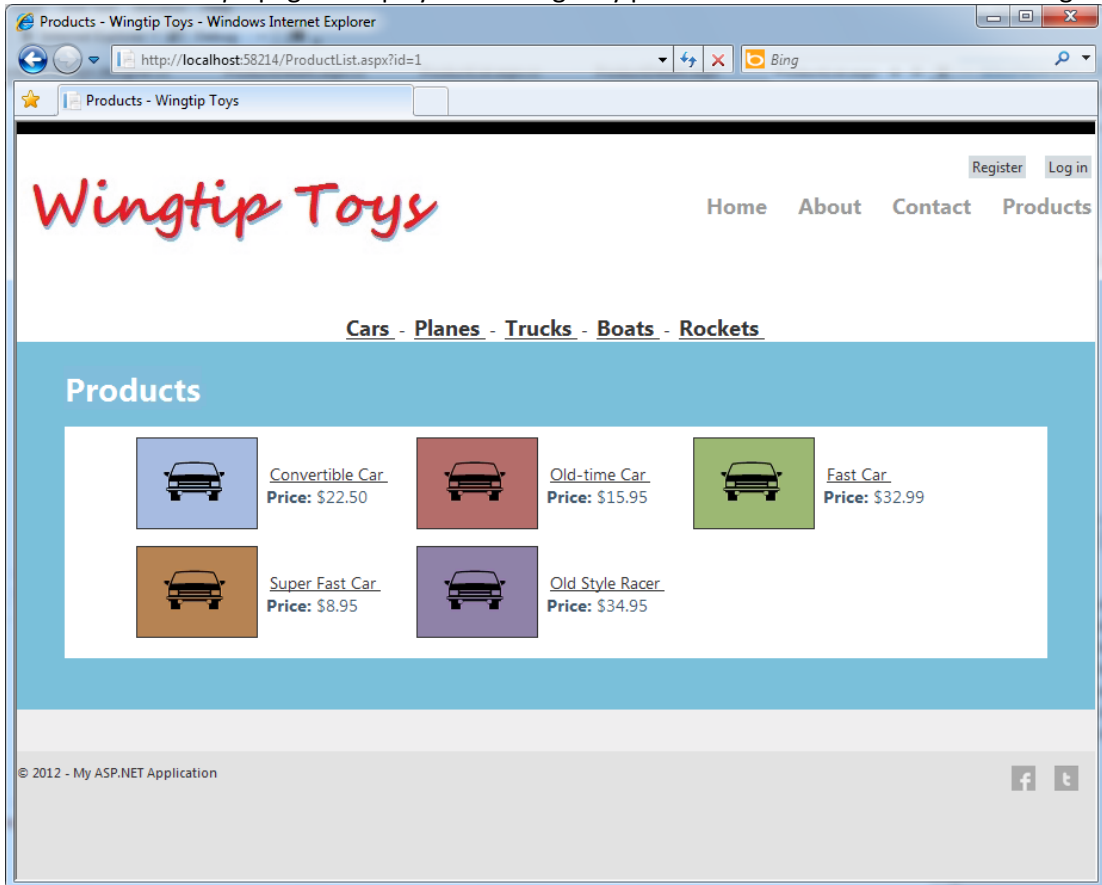 Products - Wingtip Toys - Windows Internet Explorer
http://localhost:58214/ProductList.aspx?id=1
Bing
Products - Wingtip Toys
Register Log in
Wingtip Toys
Home About Contact Products
Cars - Planes - Trucks - Boats - Rockets
Products
Convertible Car
Price: $22.50
Old-time Car
Price: $15.95
Fast Car
Price: $32.99
Super Fast Car
Price: $8.95
Old Style Racer
Price: $34.95
© 2012 - My ASP.NET Application
f t